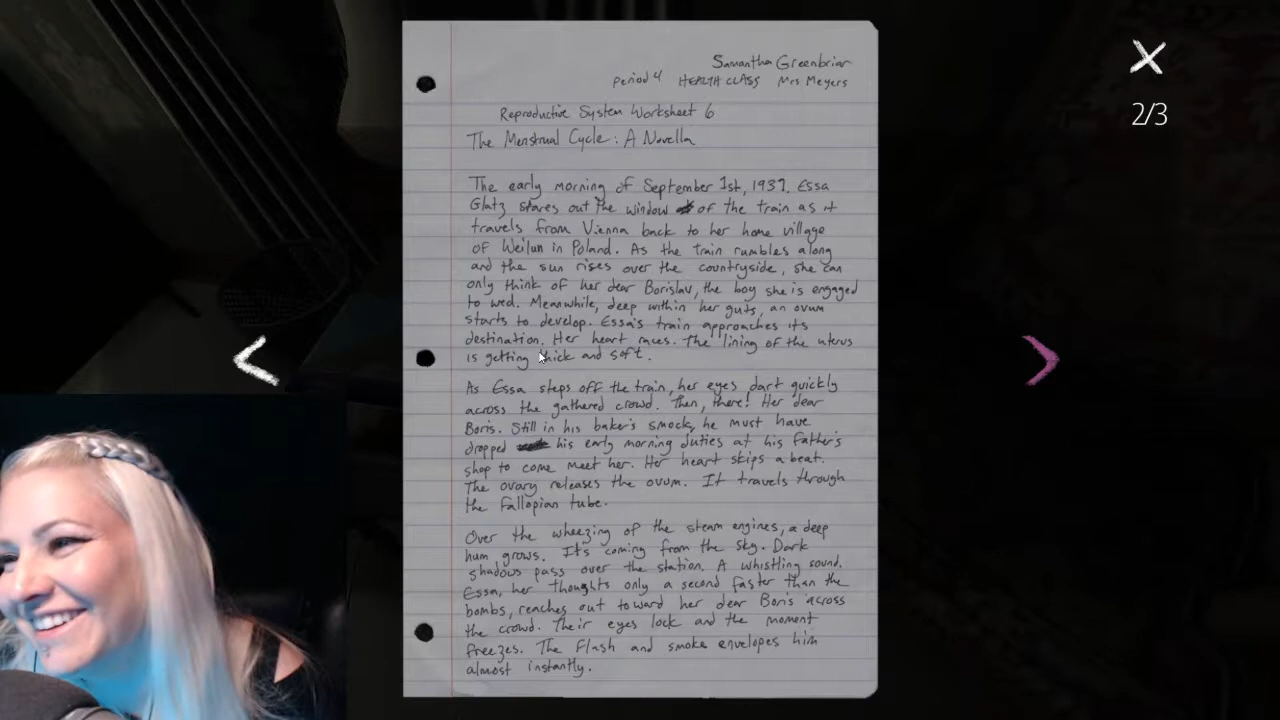 Samantha Greenbriar
period 4 HEALTH CLASS Mrs Meyers
Reproductive System Worksheet 6
The Menstrual Cycle: A Novella
The early morning of September 1st, 1939. Essa
Glatz stares out the window of the train as it
travels from Vienna back to her home village
of Weilun in Poland. As the train rumbles along
and the sun rises over the countryside, she can
only think of her dear Borislav, the boy she is engaged
to wed. Meanwhile, deep within her guts, an ovum
starts to develop. Essa's train approaches its
destination. Her heart races. The lining of the uterus
is getting thick and soft.
As Essa steps off the train, her eyes dart quickly
across the gathered crowd. Then, there! Her dear
Boris. Still in his baker's smock, he must have
dropped his early morning duties at his father's
shop to come meet her. Her heart skips a beat.
The ovary releases the ovum. It travels through
the fallopian tube.
Over the wheezing of the steam engines, a deep
hum grows. It's coming from the sky. Dark
shadows pass over the station. A whistling sound.
Essa, her thoughts only a second faster than the
bombs, reaches out toward her dear Boris across
the crowd. Their eyes lock and the moment
freezes. The flash and smoke envelopes him
almost instantly.
2/3